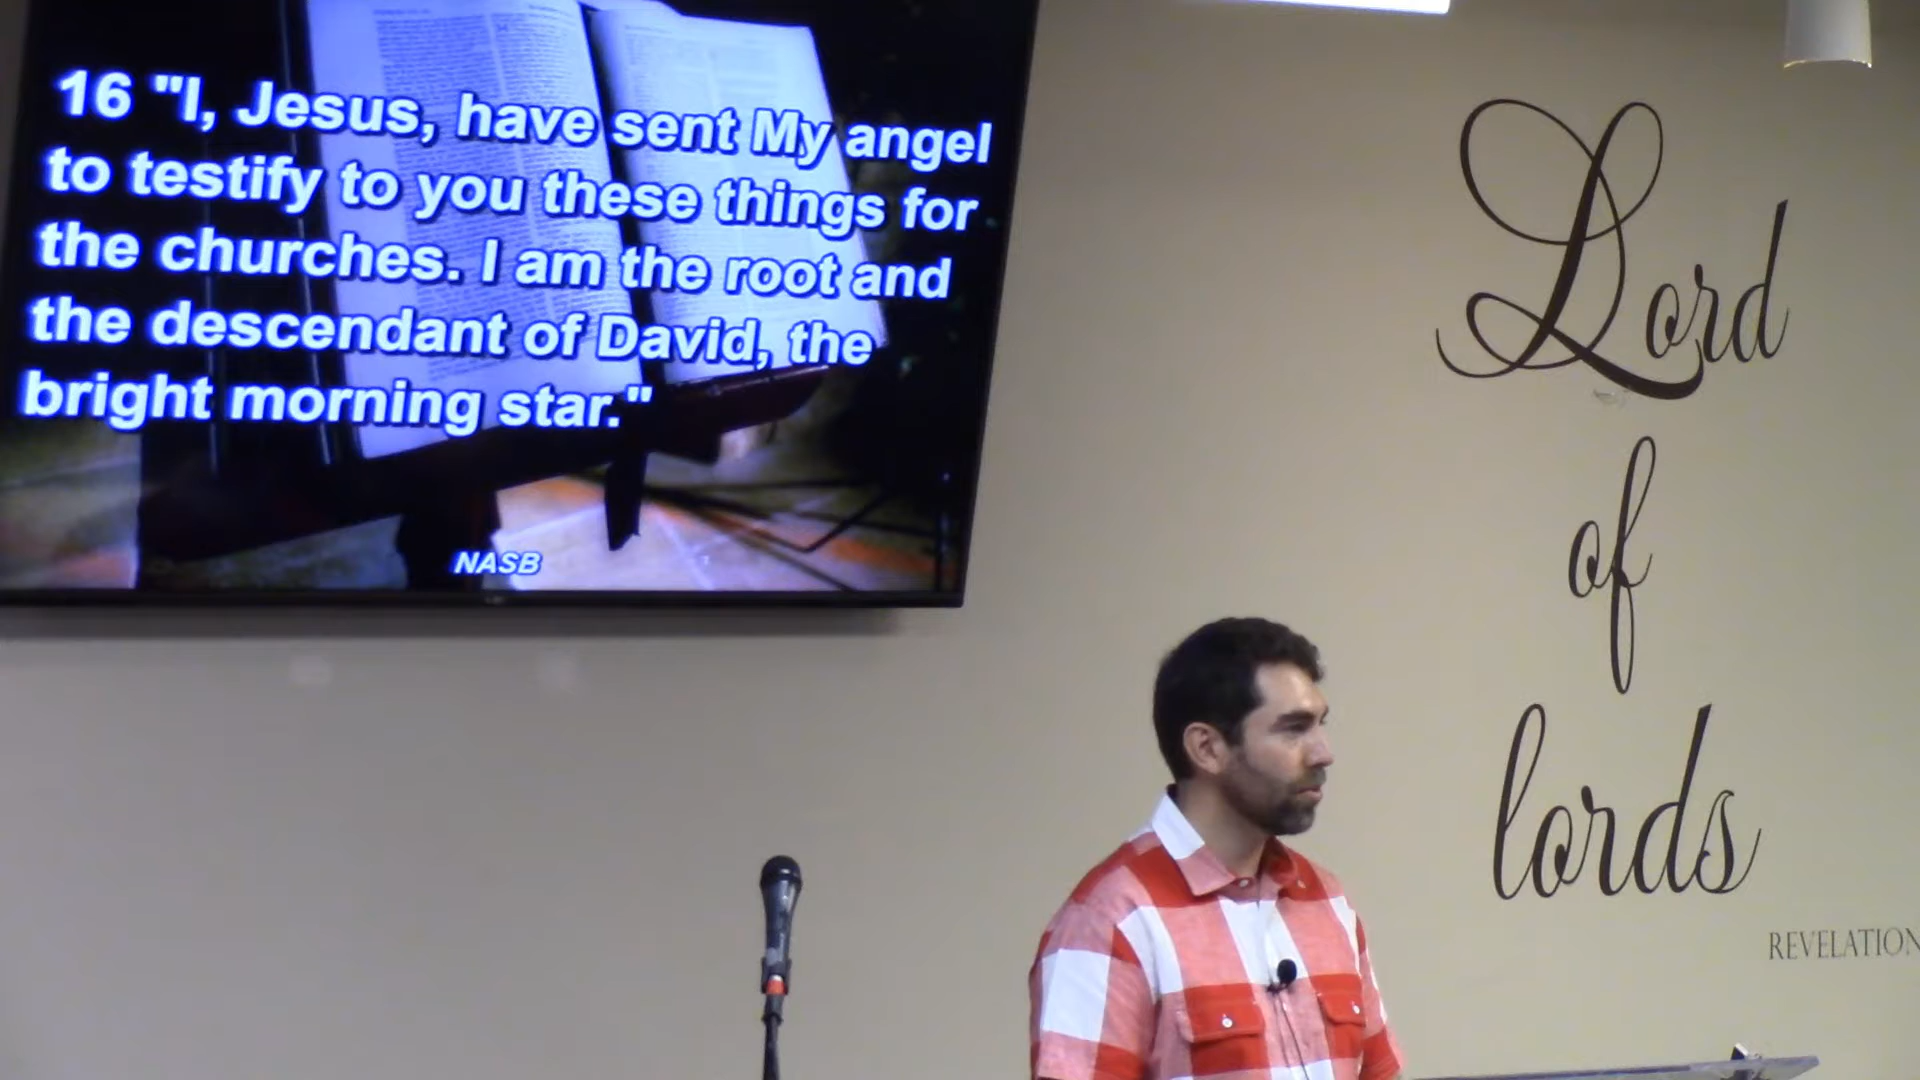 16 "I, Jesus, have sent My angel
to testify to you these things for
the churches. I am the root and
the descendant of David, the
bright morning star."
NASB
Lord
of
lords
REVELATION